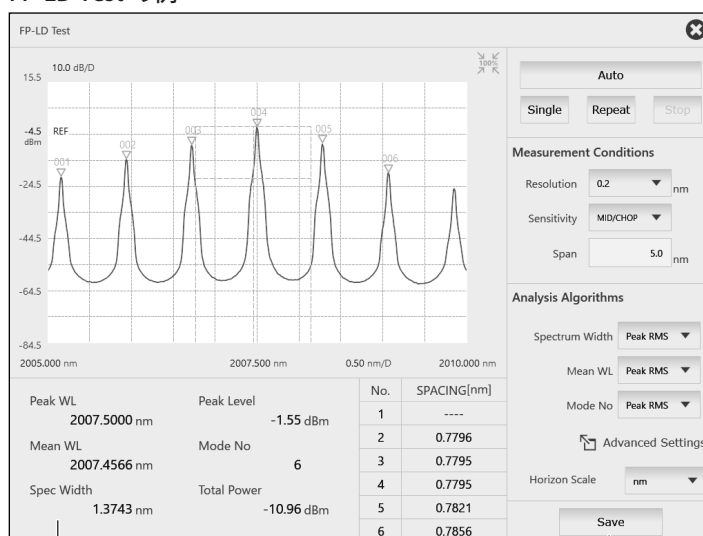 FP-LD Test
10.0 dB/D
100%
15.5
-4.5
dBm
REF
-24.5
-44.5
-64.5
-84.5
001
002
003
004
005
006
2005.000 nm
2007.500 nm
0.50 nm/D
2010.000 nm
Peak WL
2007.5000 nm
Peak Level
-1.55 dBm
Mean WL
2007.4566 nm
Mode No
6
Spec Width
1.3743 nm
Total Power
-10.96 dBm
No. SPACING[nm]
1 ----
2 0.7796
3 0.7795
4 0.7795
5 0.7821
6 0.7856
Auto
Single Repeat Stop
Measurement Conditions
Resolution 0.2 nm
Sensitivity MID/CHOP
Span 5.0 nm
Analysis Algorithms
Spectrum Width Peak RMS
Mean WL Peak RMS
Mode No Peak RMS
Advanced Settings
Horizon Scale nm
Save